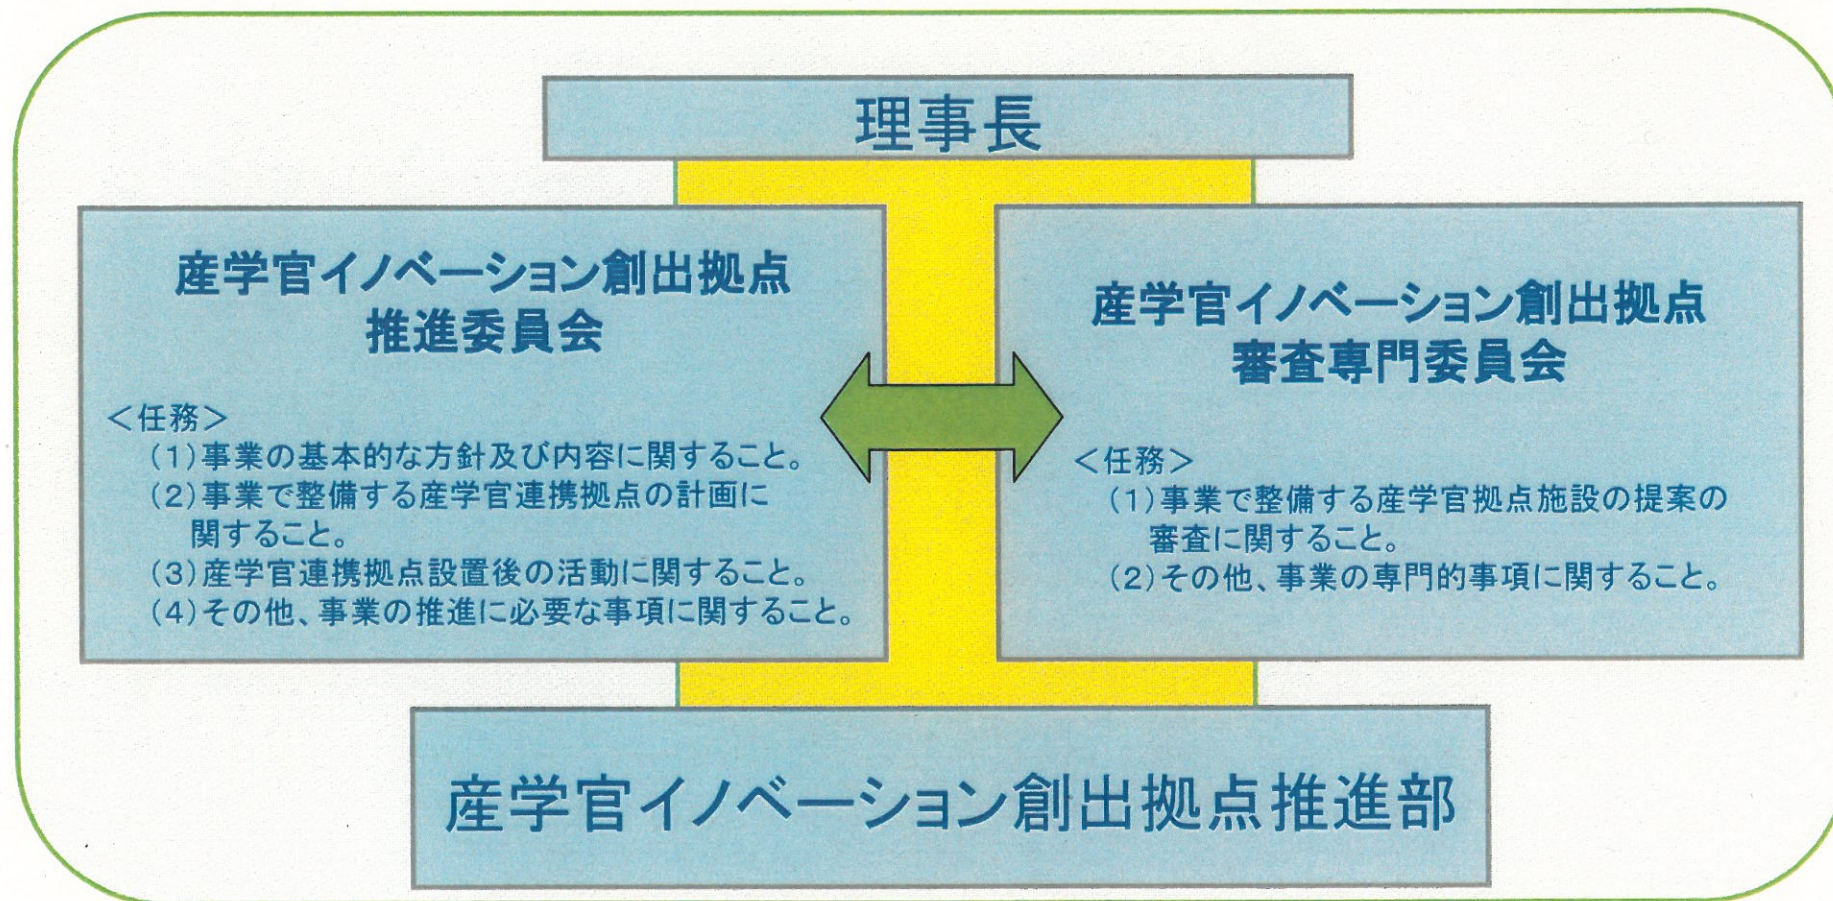 理事長
産学官イノベーション創出拠点
推進委員会
＜任務＞
(1)事業の基本的な方針及び内容に関すること。
(2)事業で整備する産学官連携拠点の計画に
関すること。
(3)産学官連携拠点設置後の活動に関すること。
(4)その他、事業の推進に必要な事項に関すること。
産学官イノベーション創出拠点
審査専門委員会
＜任務＞
(1)事業で整備する産学官拠点施設の提案の
審査に関すること。
(2)その他、事業の専門的事項に関すること。
産学官イノベーション創出拠点推進部